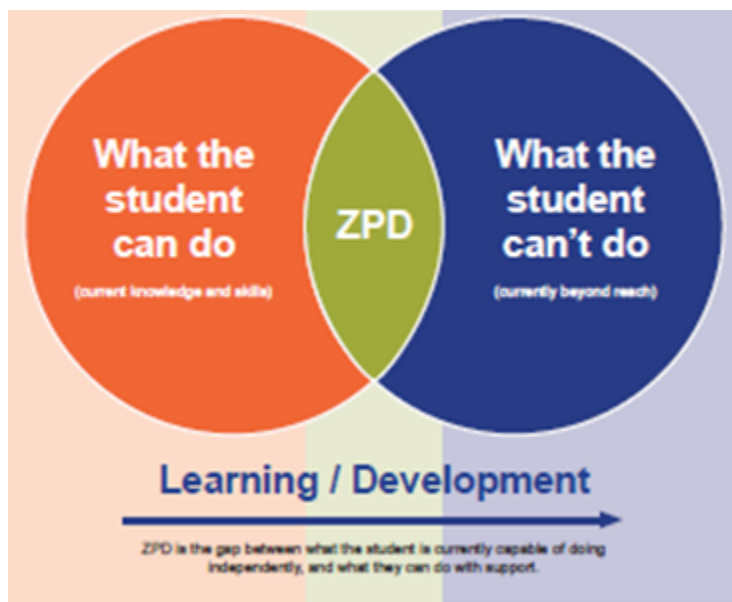 What the
student
can do
(current knowledge and skills)
ZPD
What the
student
can't do
(currently beyond reach)
Learning / Development
ZPD is the gap between what the student is currently capable of doing
independently, and what they can do with support.